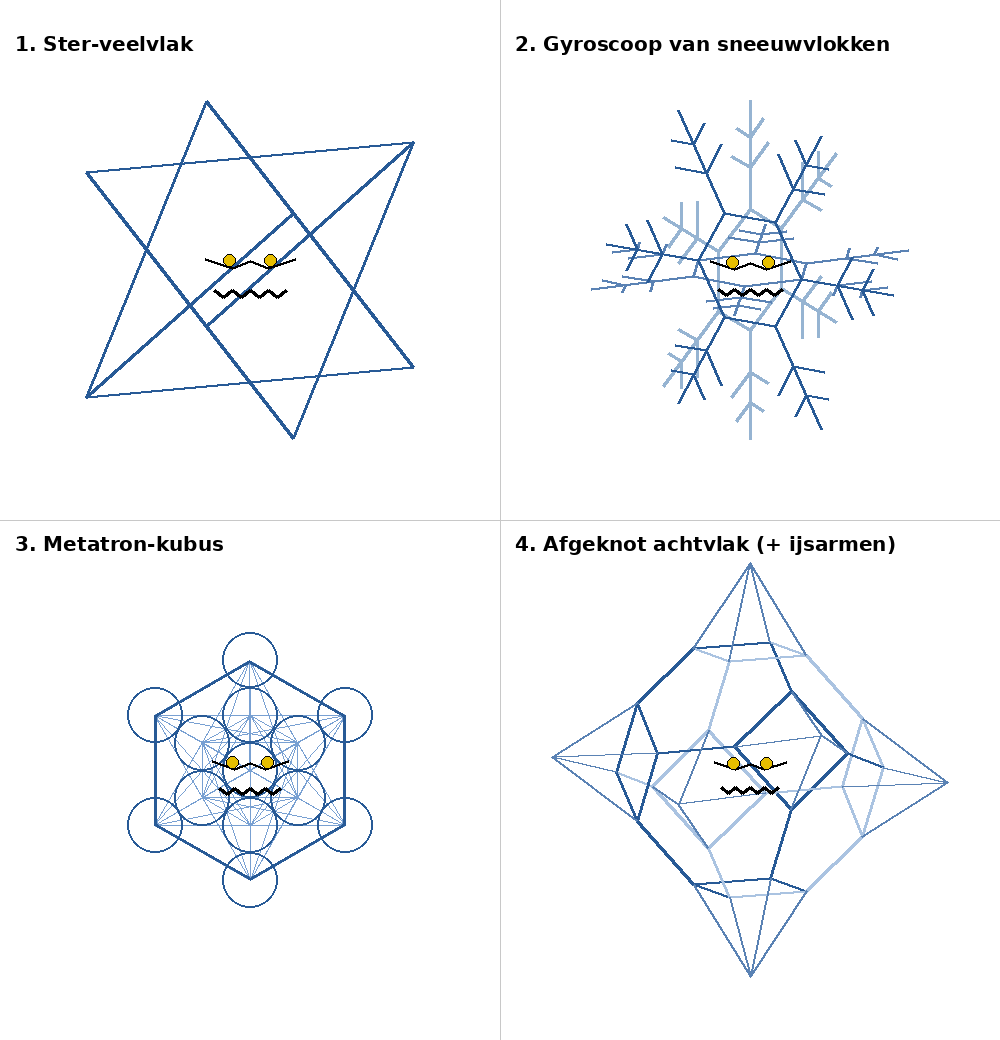 1. Ster-veelvlak
2. Gyroscoop van sneeuwvlokken
3. Metatron-kubus
4. Afgeknot achtvlak (+ ijsarmen)